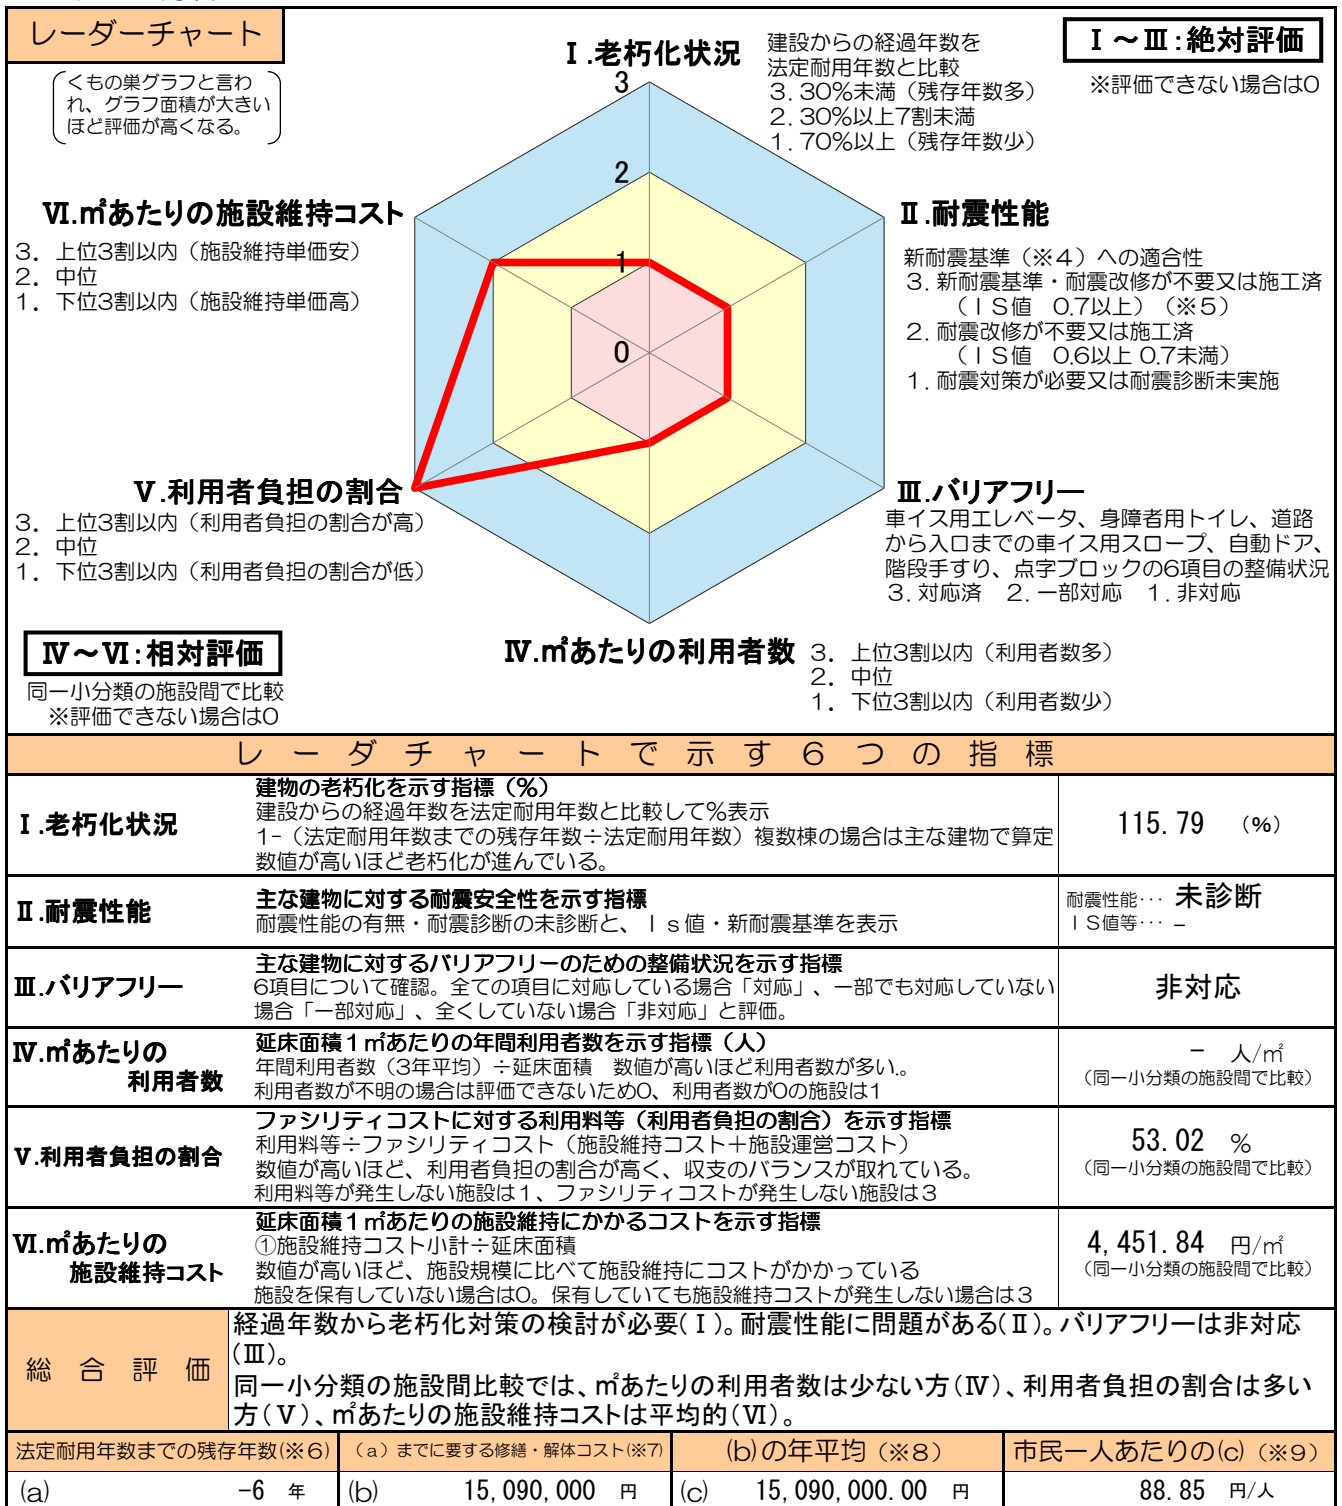 レーダーチャート
くもの巣グラフと言わ
れ、グラフ面積が大きい
ほど評価が高くなる。
Ⅰ.老朽化状況
建設からの経過年数を
法定耐用年数と比較
3.30%未満（残存年数多）
2.30%以上7割未満
1.70%以上（残存年数少）
Ⅰ～Ⅲ:絶対評価
※評価できない場合は0
3
2
1
0
Ⅵ.㎡あたりの施設維持コスト
3. 上位3割以内（施設維持単価安）
2. 中位
1. 下位3割以内（施設維持単価高）
Ⅱ.耐震性能
新耐震基準（※4）への適合性
3.新耐震基準・耐震改修が不要又は施工済
（ＩＳ値 0.7以上）（※5）
2.耐震改修が不要又は施工済
（ＩＳ値 0.6以上 0.7未満）
1.耐震対策が必要又は耐震診断未実施
Ⅴ.利用者負担の割合
3. 上位3割以内（利用者負担の割合が高）
2. 中位
1. 下位3割以内（利用者負担の割合が低）
Ⅲ.バリアフリー
車イス用エレベータ、身障者用トイレ、道路
から入口までの車イス用スロープ、自動ドア、
階段手すり、点字ブロックの6項目の整備状況
3.対応済 2.一部対応 1.非対応
Ⅳ～Ⅵ:相対評価
同一小分類の施設間で比較
※評価できない場合は0
Ⅳ.㎡あたりの利用者数
3. 上位3割以内（利用者数多）
2. 中位
1. 下位3割以内（利用者数少）
レーダチャートで示す6つの指標
Ⅰ.老朽化状況
建物の老朽化を示す指標（%）
建設からの経過年数を法定耐用年数と比較して%表示
1-（法定耐用年数までの残存年数÷法定耐用年数）複数棟の場合は主な建物で算定
数値が高いほど老朽化が進んでいる。
115.79 （%）
Ⅱ.耐震性能
主な建物に対する耐震安全性を示す指標
耐震性能の有無・耐震診断の未診断と、Ｉｓ値・新耐震基準を表示
耐震性能… 未診断
ＩＳ値等… -
Ⅲ.バリアフリー
主な建物に対するバリアフリーのための整備状況を示す指標
6項目について確認。全ての項目に対応している場合「対応」、一部でも対応していない
場合「一部対応」、全くしていない場合「非対応」と評価。
非対応
Ⅳ.㎡あたりの
利用者数
延床面積1㎡あたりの年間利用者数を示す指標（人）
年間利用者数（3年平均）÷延床面積 数値が高いほど利用者数が多い。
利用者数が不明の場合は評価できないため0、利用者数が0の施設は1
- 人/㎡
（同一小分類の施設間で比較）
Ⅴ.利用者負担の割合
ファシリティコストに対する利用料等（利用者負担の割合）を示す指標
利用料等÷ファシリティコスト（施設維持コスト＋施設運営コスト）
数値が高いほど、利用者負担の割合が高く、収支のバランスが取れている。
利用料等が発生しない施設は1、ファシリティコストが発生しない施設は3
53.02 %
（同一小分類の施設間で比較）
Ⅵ.㎡あたりの
施設維持コスト
延床面積1㎡あたりの施設維持にかかるコストを示す指標
①施設維持コスト小計÷延床面積
数値が高いほど、施設規模に比べて施設維持にコストがかかっている
施設を保有していない場合は0。保有していても施設維持コストが発生しない場合は3
4,451.84 円/㎡
（同一小分類の施設間で比較）
総合評価
経過年数から老朽化対策の検討が必要(Ⅰ)。耐震性能に問題がある(Ⅱ)。バリアフリーは非対応
(Ⅲ)。
同一小分類の施設間比較では、㎡あたりの利用者数は少ない方(Ⅳ)、利用者負担の割合は多い
方(Ⅴ)、㎡あたりの施設維持コストは平均的(Ⅵ)。
法定耐用年数までの残存年数(※6) （a）までに要する修繕・解体コスト(※7) (b)の年平均（※8） 市民一人あたりの(c)（※9）
(a) -6 年 (b) 15,090,000 円 (c) 15,090,000.00 円 88.85 円/人